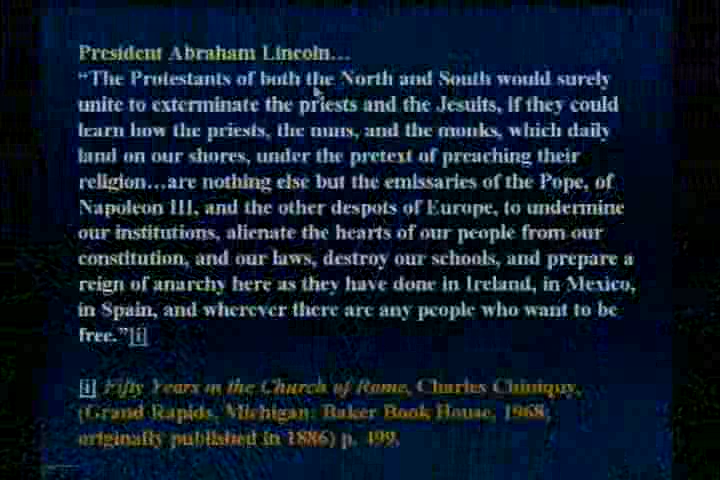 President Abraham Lincoln...
“The Protestants of both the North and South would surely
unite to exterminate the priests and the Jesuits, if they could
learn how the priests, the nuns, and the monks, which daily
land on our shores, under the pretext of preaching their
religion…are nothing else but the emissaries of the Pope, of
Napoleon III, and the other despots of Europe, to undermine
our institutions, alienate the hearts of our people from our
constitution, and our laws, destroy our schools, and prepare a
reign of anarchy here as they have done in Ireland, in Mexico,
in Spain, and wherever there are any people who want to be
free.”[i]
[i] Fifty Years in the Church of Rome, Charles Chiniquy,
(Grand Rapids, Michigan: Baker Book House, 1968,
originally published in 1886) p. 499.